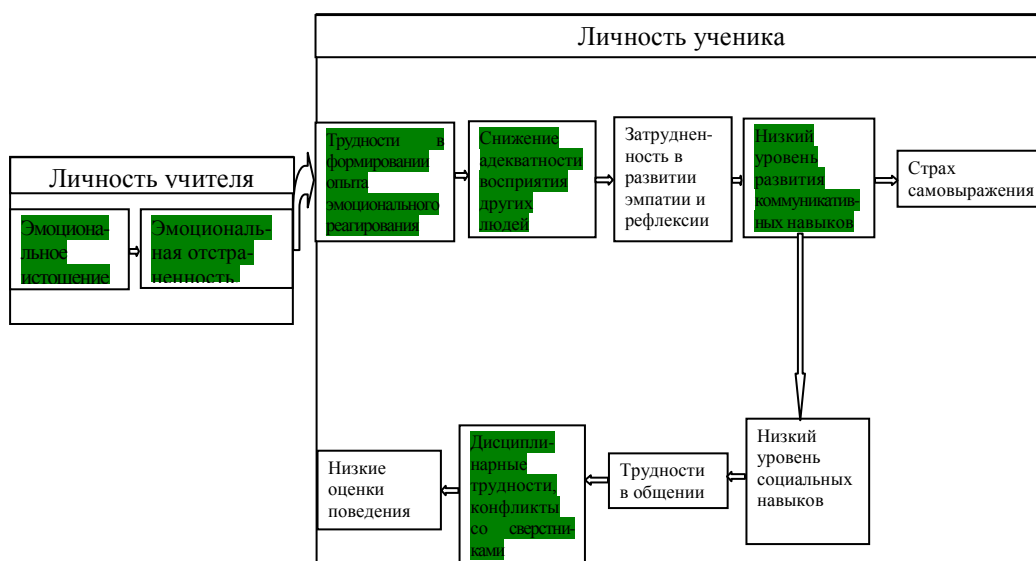 Личность ученика
Личность учителя
Эмоциона-
льное
истощение
Эмоциональ-
ная отстра-
ненность
Трудности в
формировании
опыта
эмоционального
реагирования
Снижение
адекватности
восприятия
других
людей
Затруднен-
ность в
развитии
эмпатии и
рефлексии
Низкий
уровень
развития
коммуникатив-
ных навыков
Страх
самовыражения
Низкий
уровень
социальных
навыков
Трудности
в общении
Дисципли-
нарные
трудности,
конфликты
со сверстни-
ками
Низкие
оценки
поведения